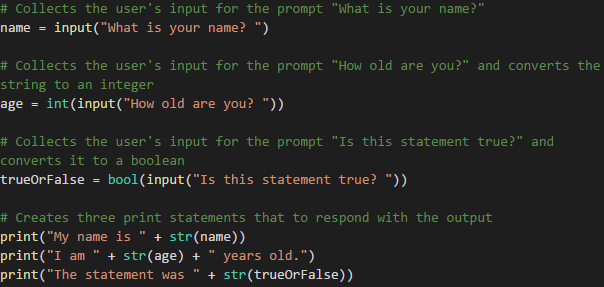 # Collects the user's input for the prompt "What is your name?"
name = input("What is your name? ")
# Collects the user's input for the prompt "How old are you?" and converts the
string to an integer
age = int(input("How old are you? "))
# Collects the user's input for the prompt "Is this statement true?" and
converts it to a boolean
trueOrFalse = bool(input("Is this statement true? "))
# Creates three print statements that to respond with the output
print("My name is " + str(name))
print("I am " + str(age) + " years old.")
print("The statement was " + str(trueOrFalse))